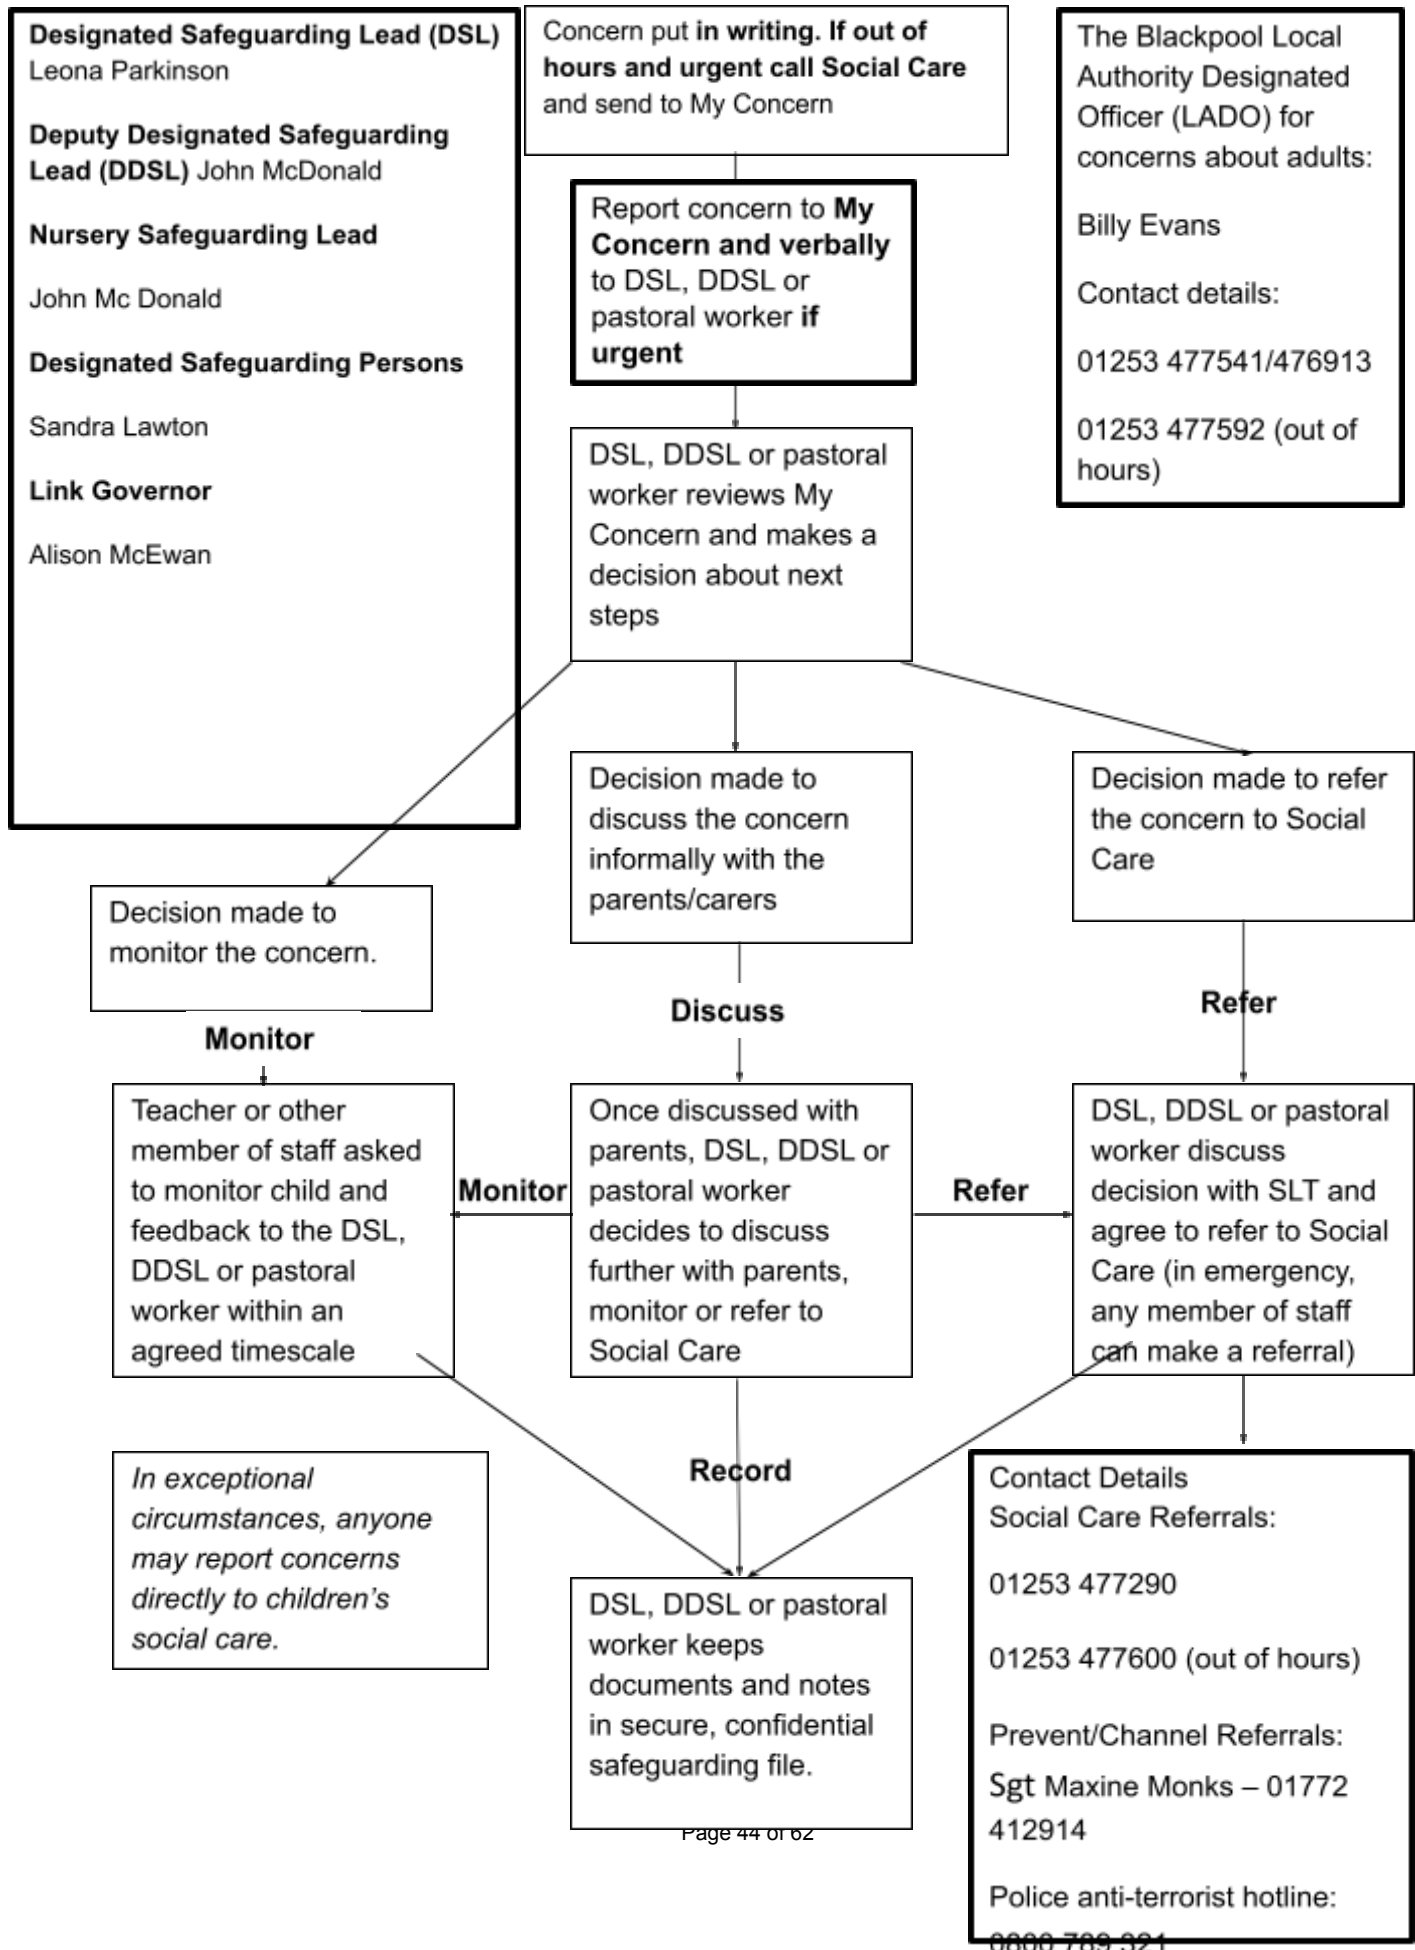 Designated Safeguarding Lead (DSL)
Leona Parkinson
Deputy Designated Safeguarding
Lead (DDSL) John McDonald
Nursery Safeguarding Lead
John Mc Donald
Designated Safeguarding Persons
Sandra Lawton
Link Governor
Alison McEwan
Concern put in writing. If out of
hours and urgent call Social Care
and send to My Concern
The Blackpool Local
Authority Designated
Officer (LADO) for
concerns about adults:
Billy Evans
Contact details:
01253 477541/476913
01253 477592 (out of
hours)
Report concern to My
Concern and verbally
to DSL, DDSL or
pastoral worker if
urgent
DSL, DDSL or pastoral
worker reviews My
Concern and makes a
decision about next
steps
Decision made to
monitor the concern.
Decision made to
discuss the concern
informally with the
parents/carers
Decision made to refer
the concern to Social
Care
Monitor
Discuss
Refer
Teacher or other
member of staff asked
to monitor child and
feedback to the DSL,
DDSL or pastoral
worker within an
agreed timescale
Monitor
Once discussed with
parents, DSL, DDSL or
pastoral worker
decides to discuss
further with parents,
monitor or refer to
Social Care
Refer
DSL, DDSL or pastoral
worker discuss
decision with SLT and
agree to refer to Social
Care (in emergency,
any member of staff
can make a referral)
In exceptional
circumstances, anyone
may report concerns
directly to children's
social care.
Record
DSL, DDSL or pastoral
worker keeps
documents and notes
in secure, confidential
safeguarding file.
Contact Details
Social Care Referrals:
01253 477290
01253 477600 (out of hours)
Prevent/Channel Referrals:
Sgt Maxine Monks – 01772
412914
Police anti-terrorist hotline:
0800 789 321
Page 44 of 62